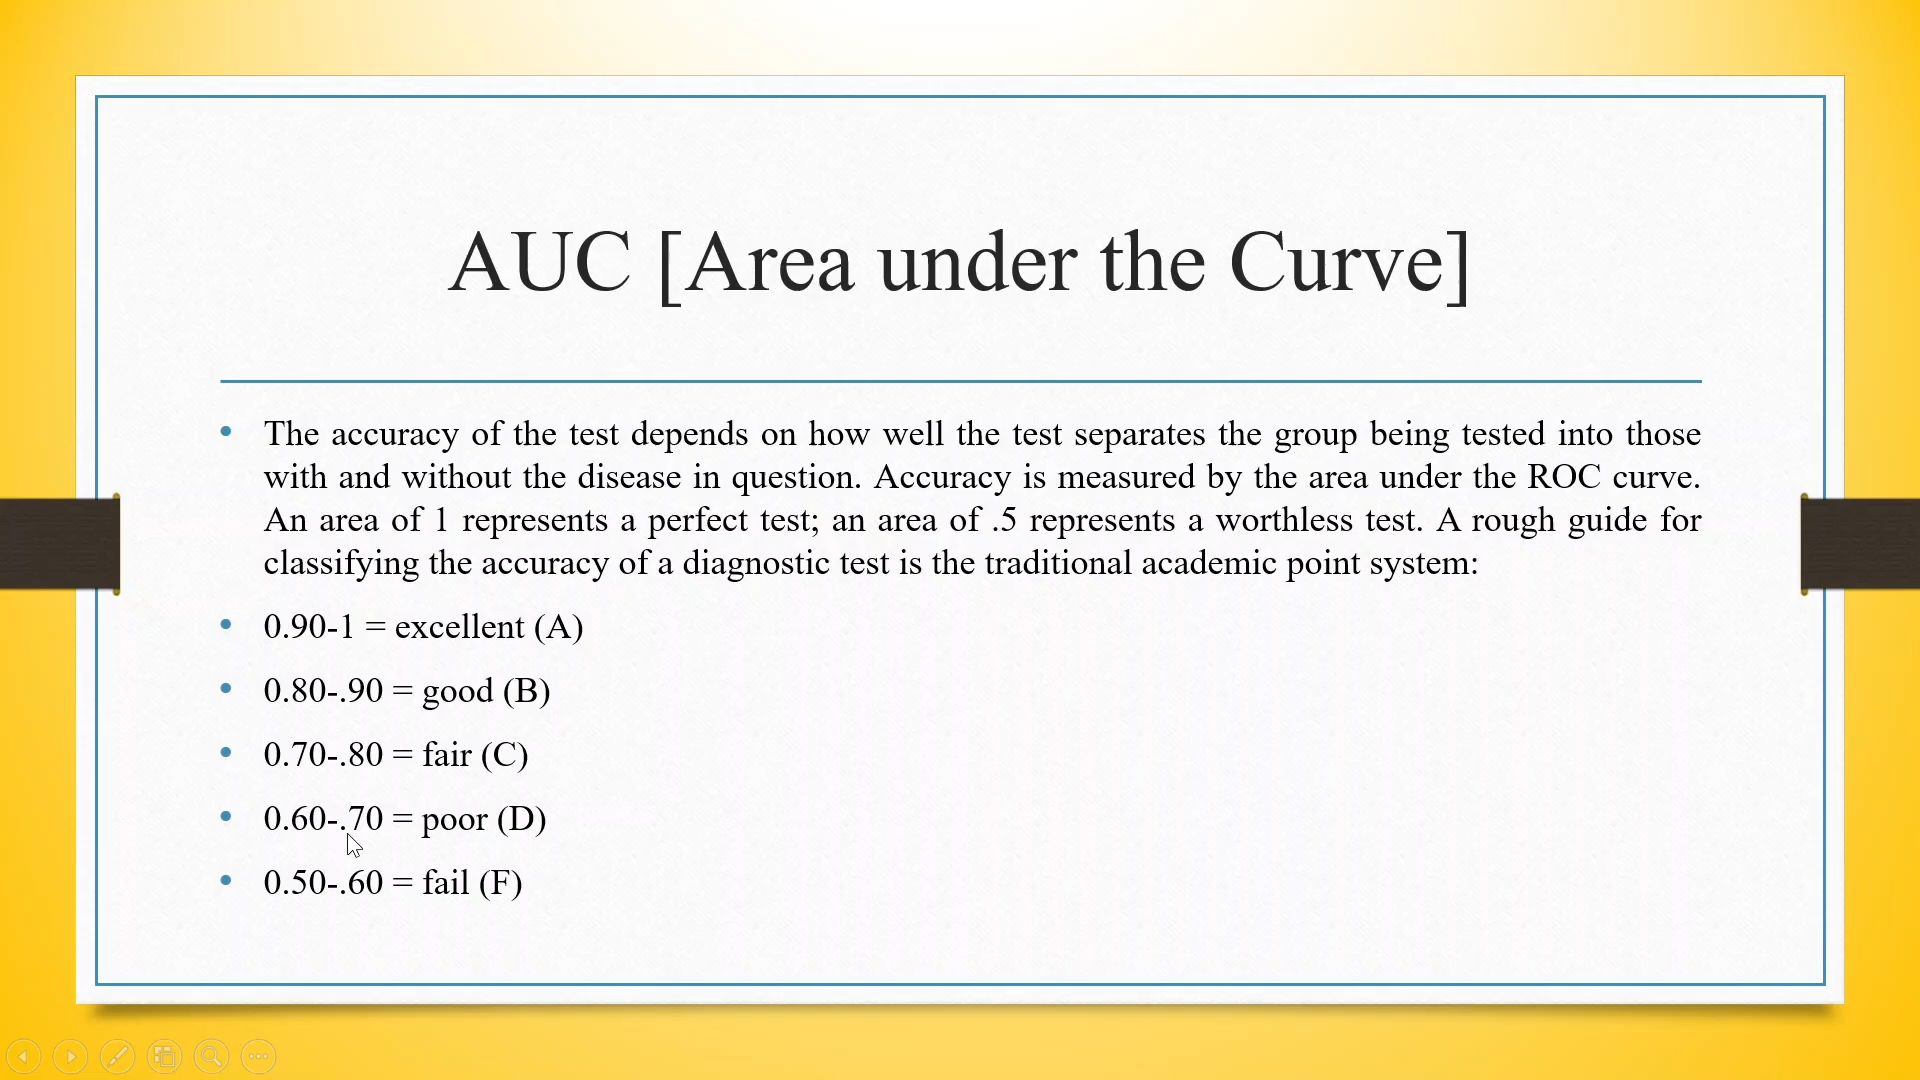 AUC [Area under the Curve]
• The accuracy of the test depends on how well the test separates the group being tested into those
with and without the disease in question. Accuracy is measured by the area under the ROC curve.
An area of 1 represents a perfect test; an area of .5 represents a worthless test. A rough guide for
classifying the accuracy of a diagnostic test is the traditional academic point system:
• 0.90-1 = excellent (A)
• 0.80-.90 = good (B)
• 0.70-.80 = fair (C)
• 0.60-.70 = poor (D)
• 0.50-.60 = fail (F)